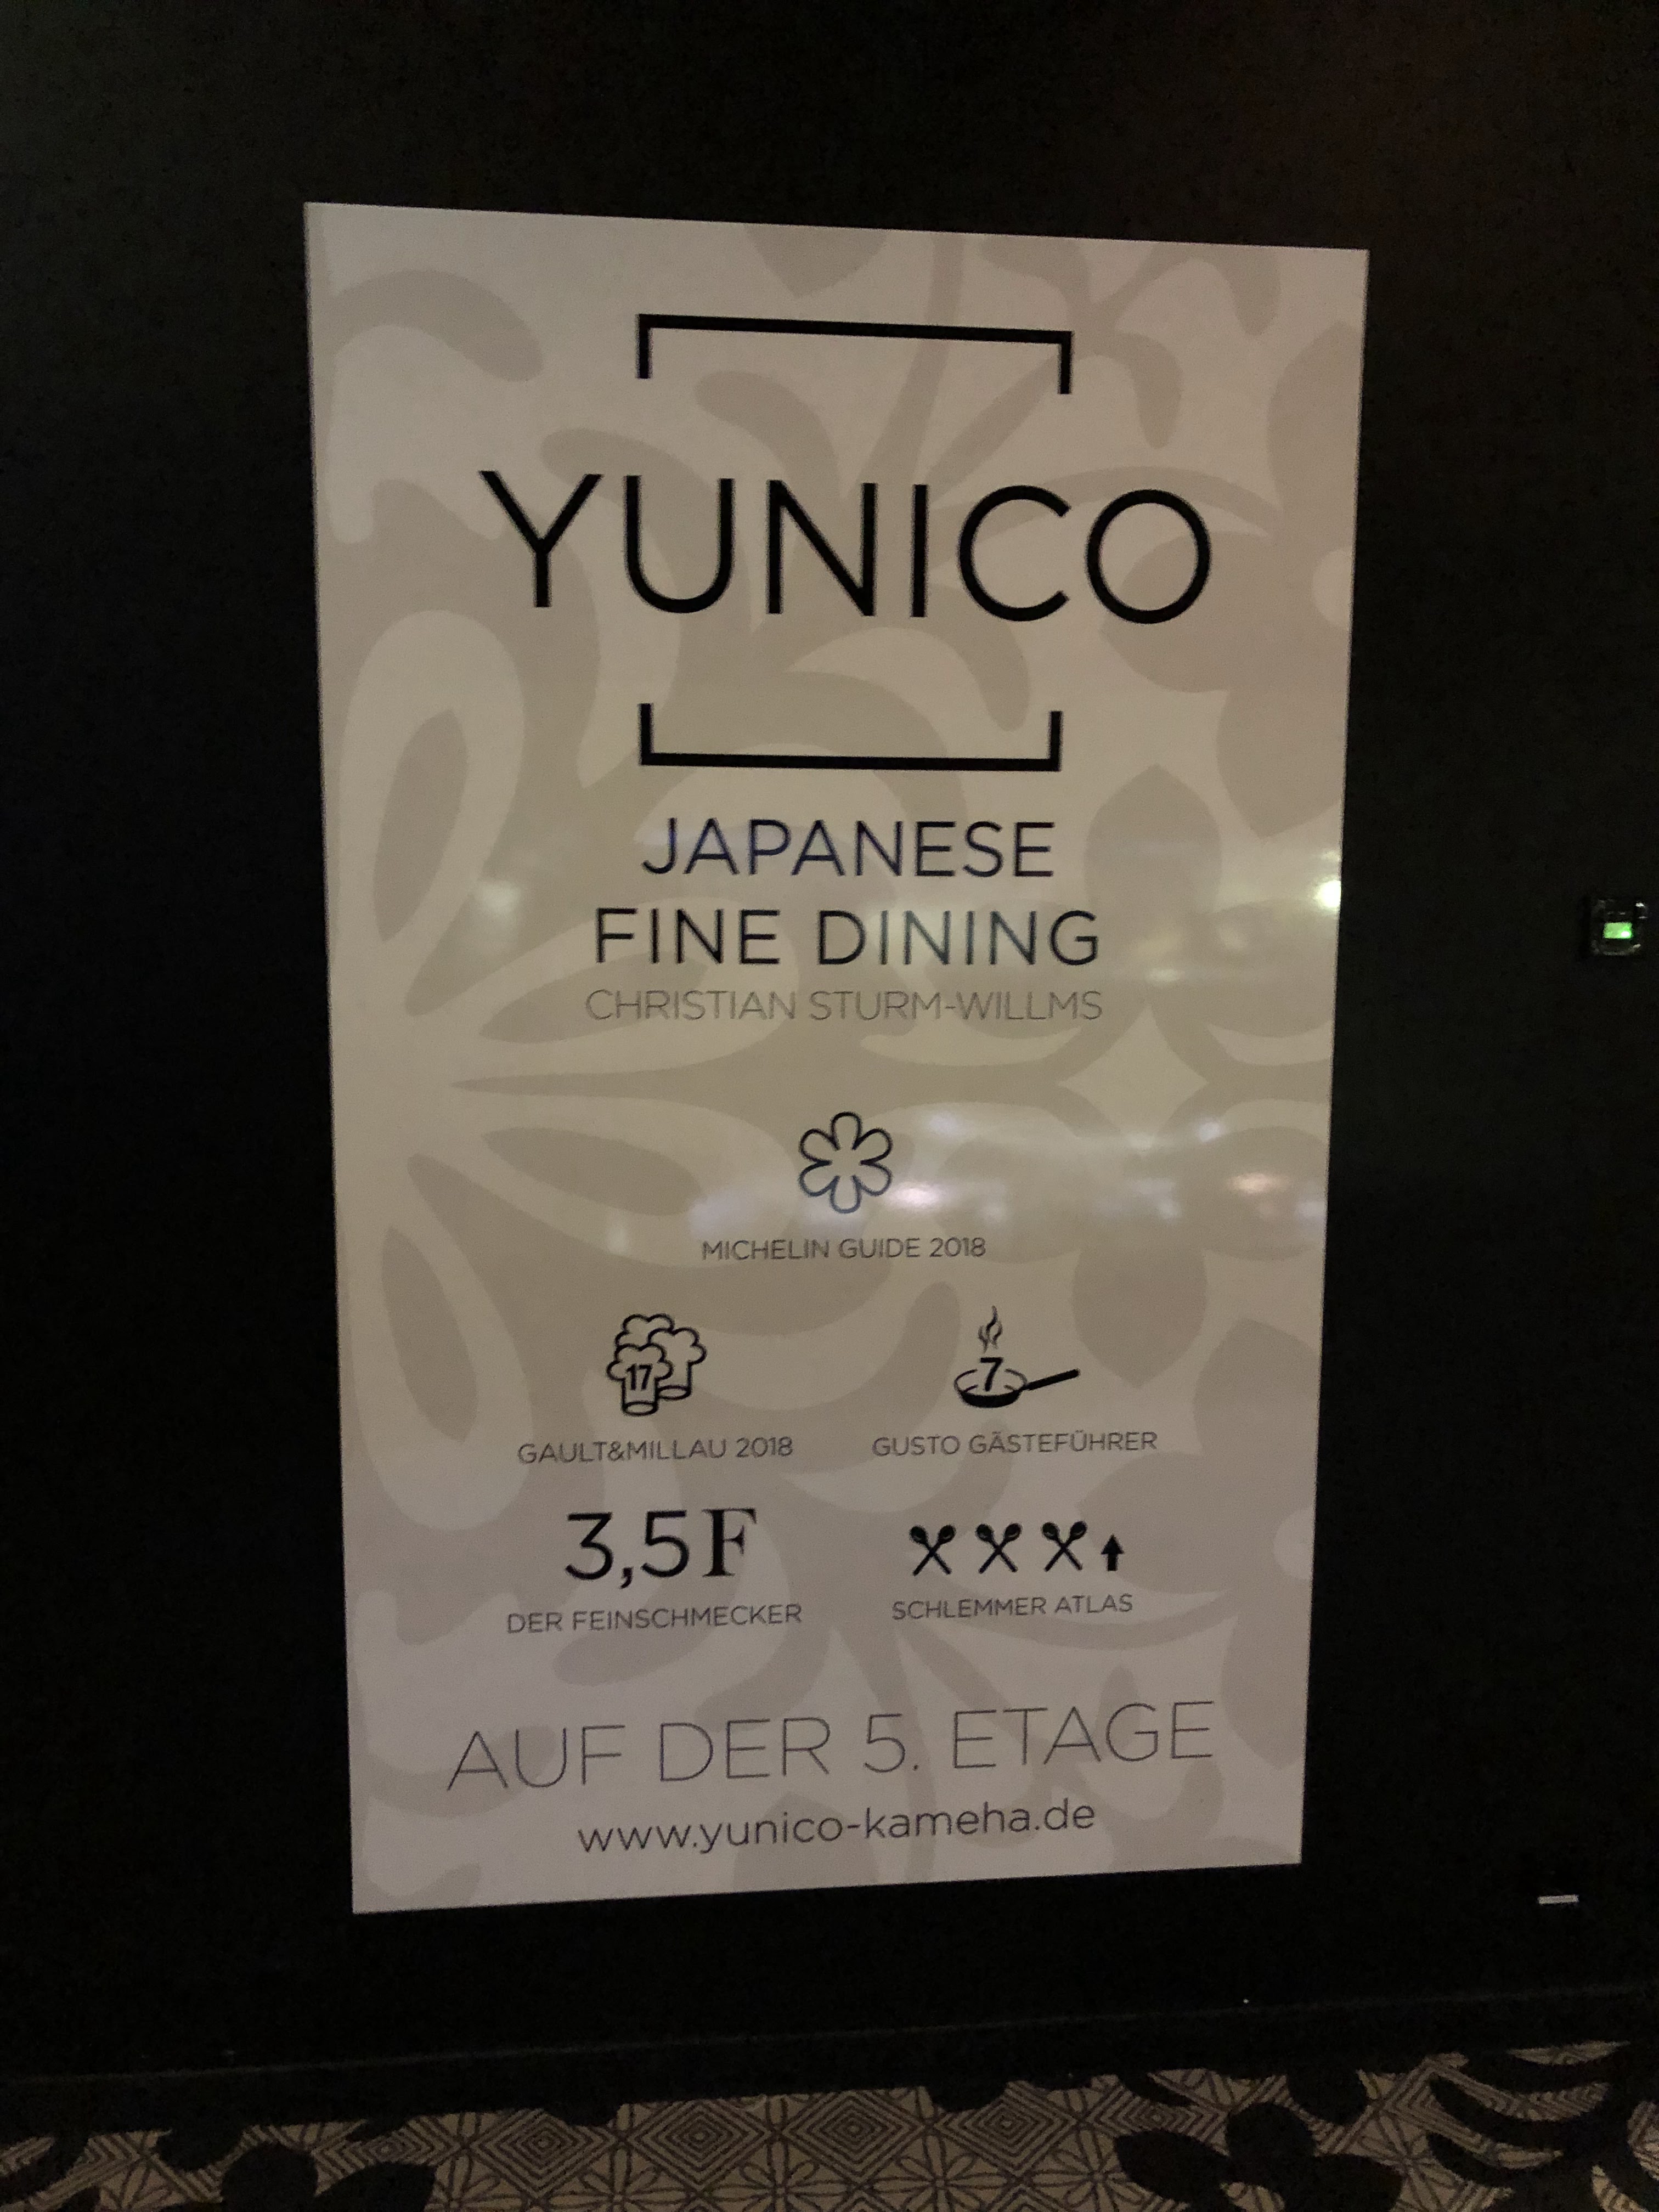 YUNICO
JAPANESE
FINE DINING
CHRISTIAN STURM-WILLMS
MICHELIN GUIDE 2018
17
7
GAULT&MILLAU 2018
GUSTO GÄSTEFÜHRER
3,5 F
DER FEINSCHMECKER
SCHLEMMER ATLAS
AUF DER 5. ETAGE
www.yunico-kameha.de